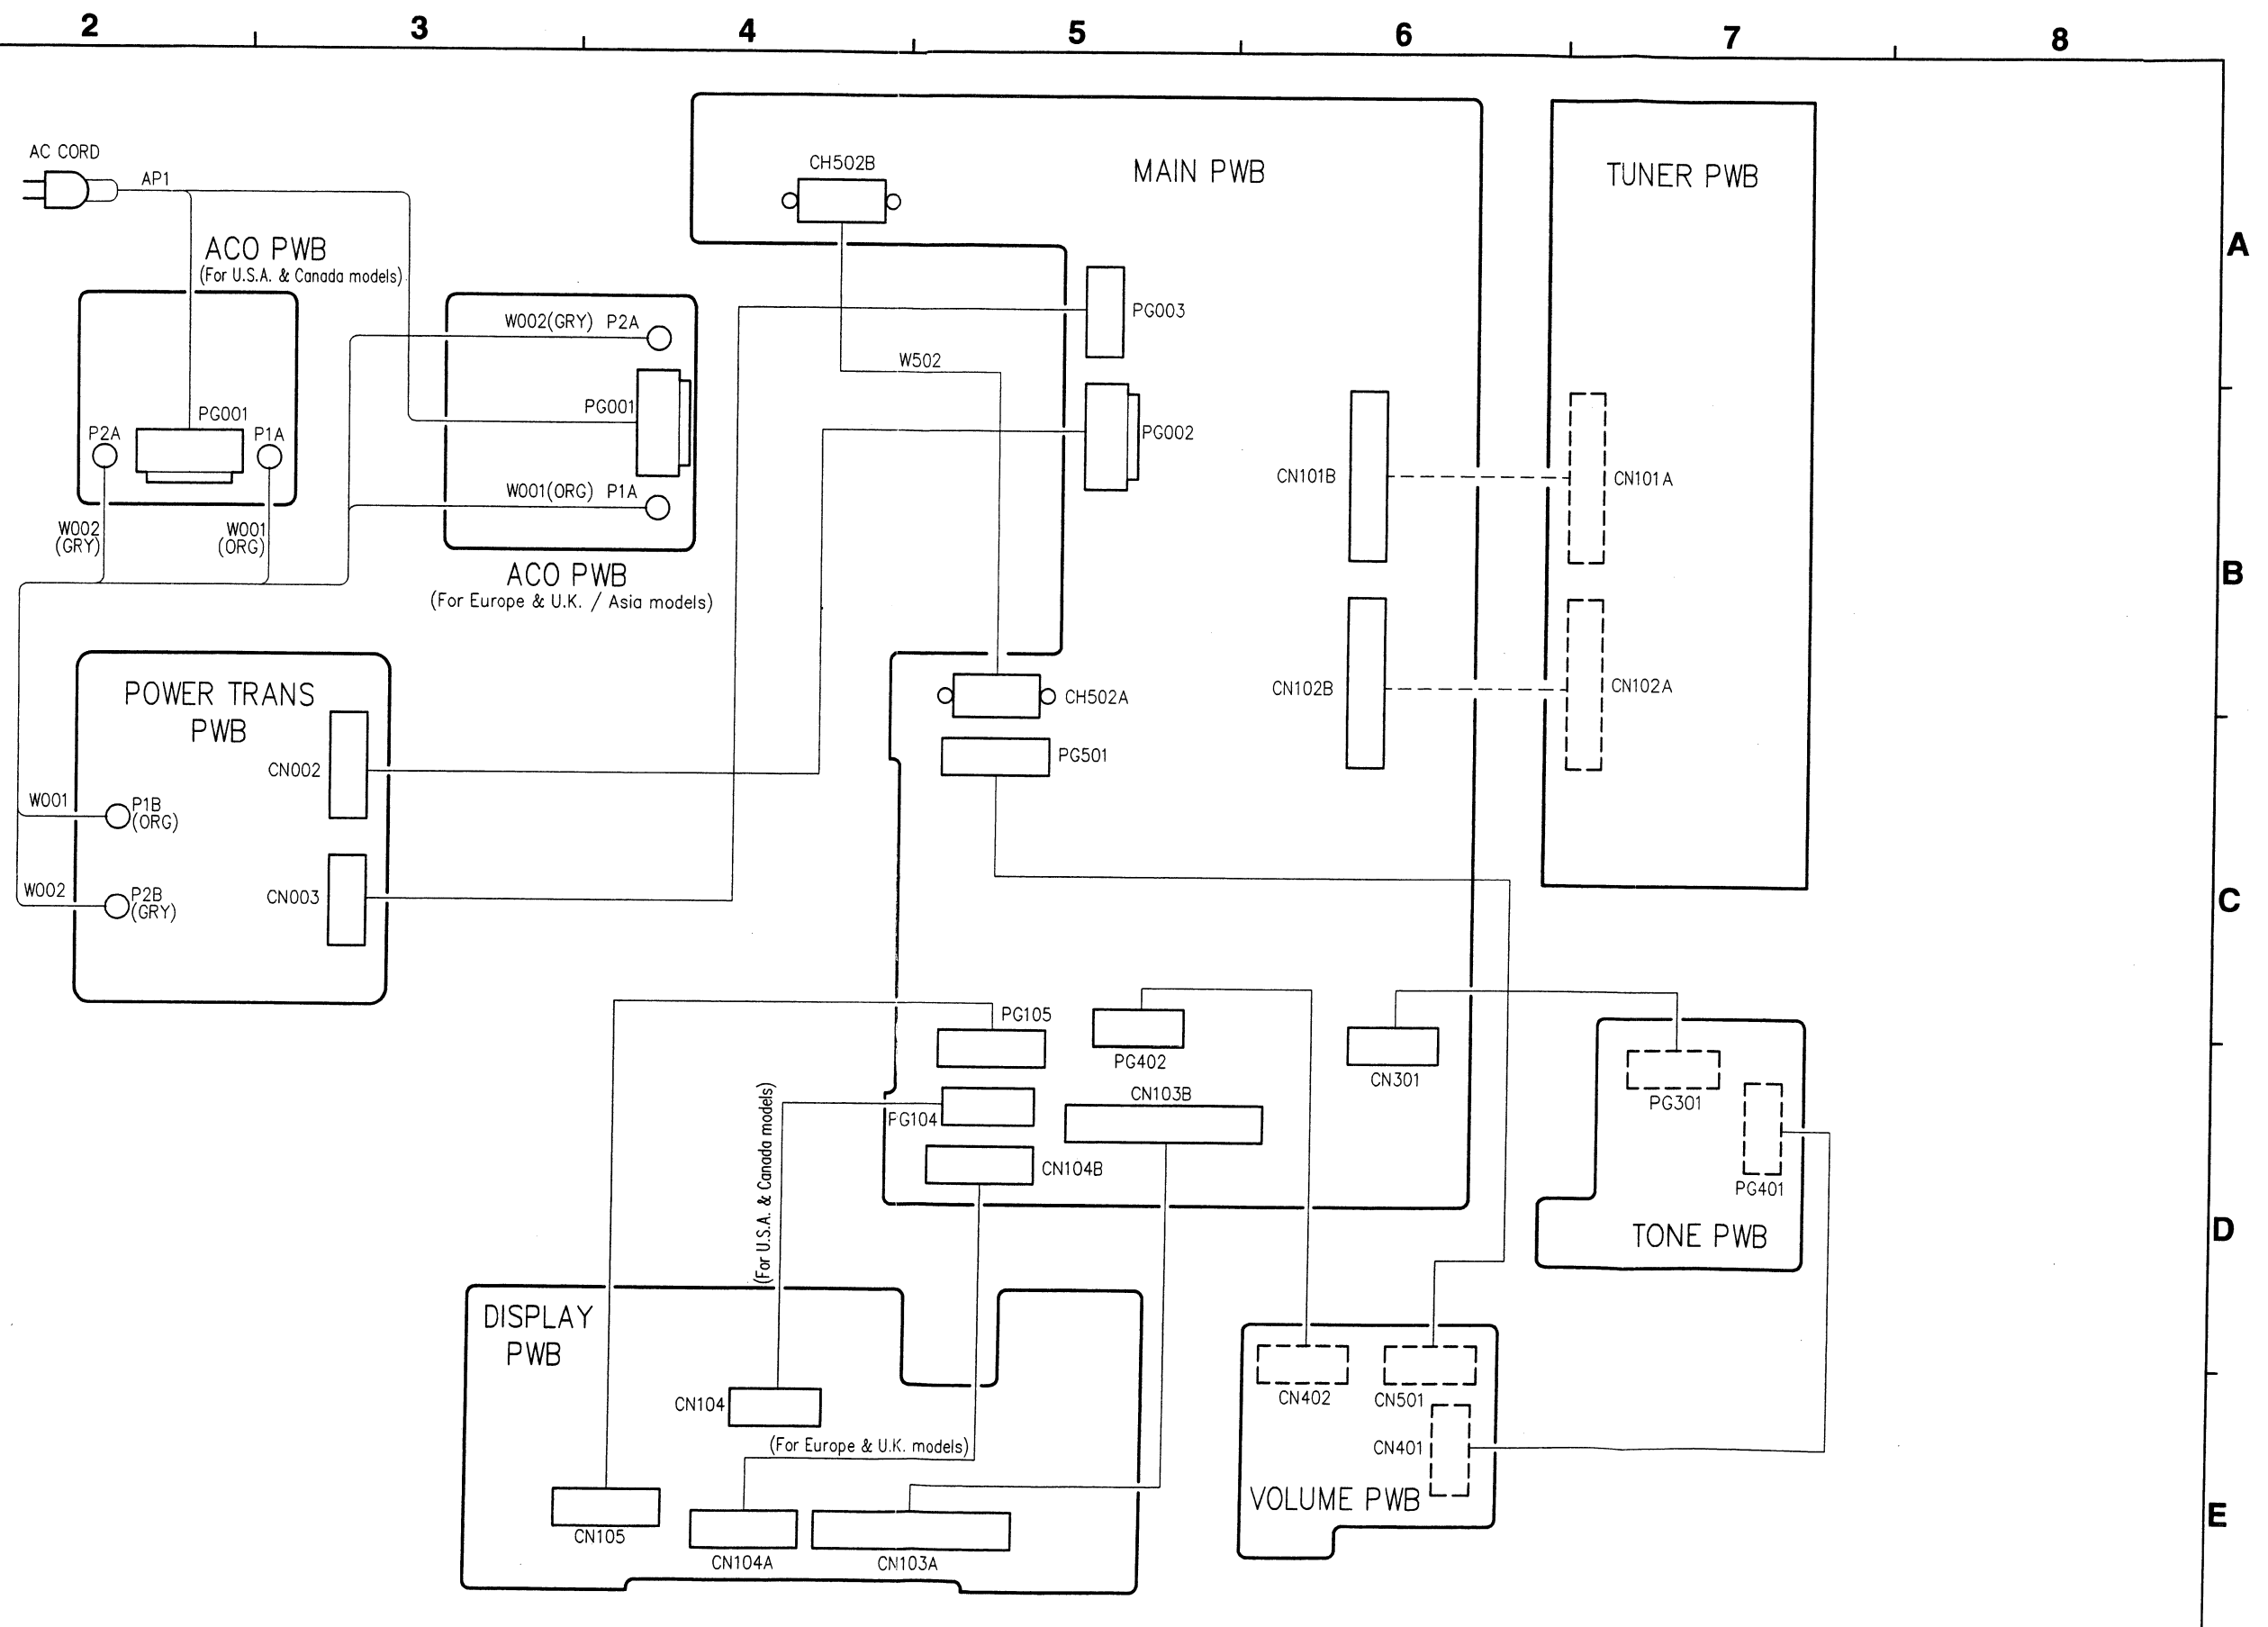 2 3 4 5 6 7 8
AC CORD
AP1
ACO PWB
(For U.S.A. & Canada models)
CH502B
MAIN PWB
TUNER PWB
A
W002(GRY) P2A
PG003
W502
PG001
PG001
P2A
P1A
PG002
CN101B
CN101A
W001(ORG) P1A
W002
(GRY)
W001
(ORG)
ACO PWB
(For Europe & U.K. / Asia models)
B
POWER TRANS
PWB
CH502A
CN102B
CN102A
CN002
PG501
W001
P1B
(ORG)
W002
P2B
(GRY)
CN003
C
PG105
PG402
CN301
PG301
(For U.S.A. & Canada models)
PG104
CN103B
CN104B
PG401
TONE PWB
D
DISPLAY
PWB
CN104
CN402
CN501
(For Europe & U.K. models)
CN401
VOLUME PWB
E
CN105
CN104A
CN103A